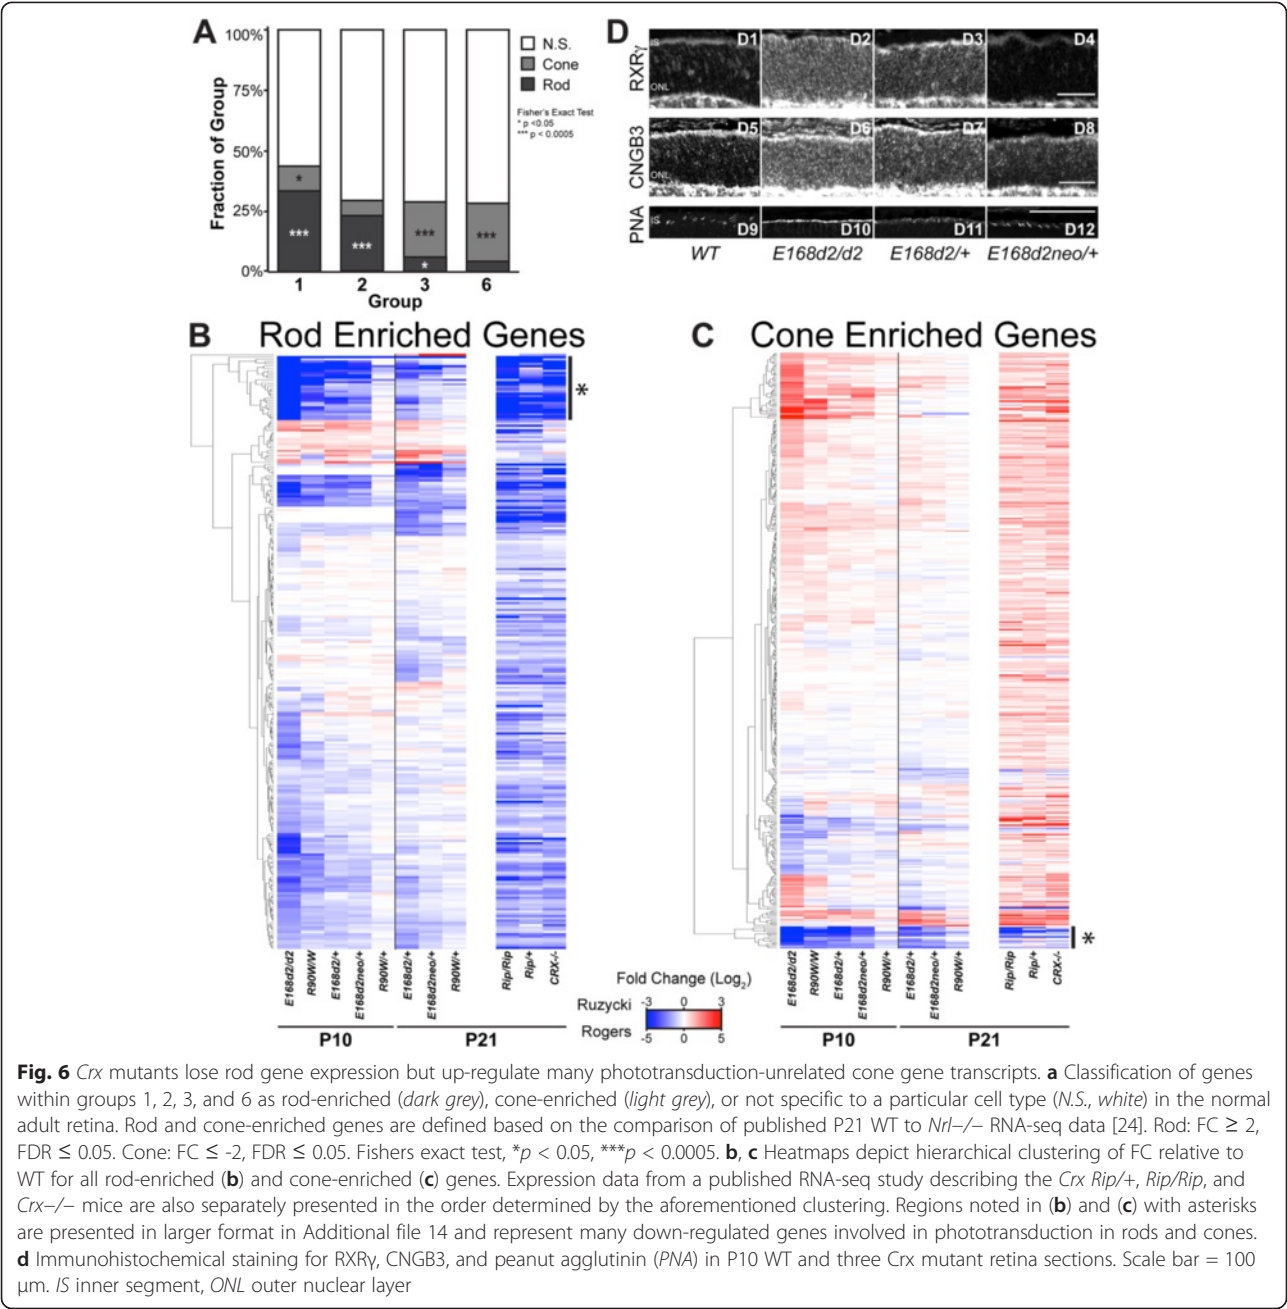 A
100%
75%
50%
25%
0%
Fraction of Group
N.S.
Cone
Rod
Fisher's Exact Test
* p <0.05
*** p < 0.0005
*
***
***
***
*
***
1 2 3 6
Group
D
RXRγ
IS
ONL
D1 D2 D3 D4
CNGB3
ONL
D5 D6 D7 D8
PNA
IS
D9 D10 D11 D12
WT E168d2/d2 E168d2/+ E168d2neo/+
B Rod Enriched Genes
*
E168d2/d2 R90W/W E168d2/+ E168d2neo/+ R90W/+ E168d2/+ E168d2neo/+ R90W/+ Rip/Rip Rip/+ CRX-/-
P10 P21
C Cone Enriched Genes
*
E168d2/d2 R90W/W E168d2/+ E168d2neo/+ R90W/+ E168d2/+ E168d2neo/+ R90W/+ Rip/Rip Rip/+ CRX-/-
P10 P21
Fold Change (Log2)
Ruzycki -3 0 3
Rogers -5 0 5
Fig. 6 Crx mutants lose rod gene expression but up-regulate many phototransduction-unrelated cone gene transcripts. a Classification of genes
within groups 1, 2, 3, and 6 as rod-enriched (dark grey), cone-enriched (light grey), or not specific to a particular cell type (N.S., white) in the normal
adult retina. Rod and cone-enriched genes are defined based on the comparison of published P21 WT to Nrl−/− RNA-seq data [24]. Rod: FC ≥ 2,
FDR ≤ 0.05. Cone: FC ≤ -2, FDR ≤ 0.05. Fishers exact test, *p < 0.05, ***p < 0.0005. b, c Heatmaps depict hierarchical clustering of FC relative to
WT for all rod-enriched (b) and cone-enriched (c) genes. Expression data from a published RNA-seq study describing the Crx Rip/+, Rip/Rip, and
Crx−/− mice are also separately presented in the order determined by the aforementioned clustering. Regions noted in (b) and (c) with asterisks
are presented in larger format in Additional file 14 and represent many down-regulated genes involved in phototransduction in rods and cones.
d Immunohistochemical staining for RXRγ, CNGB3, and peanut agglutinin (PNA) in P10 WT and three Crx mutant retina sections. Scale bar = 100
μm. IS inner segment, ONL outer nuclear layer